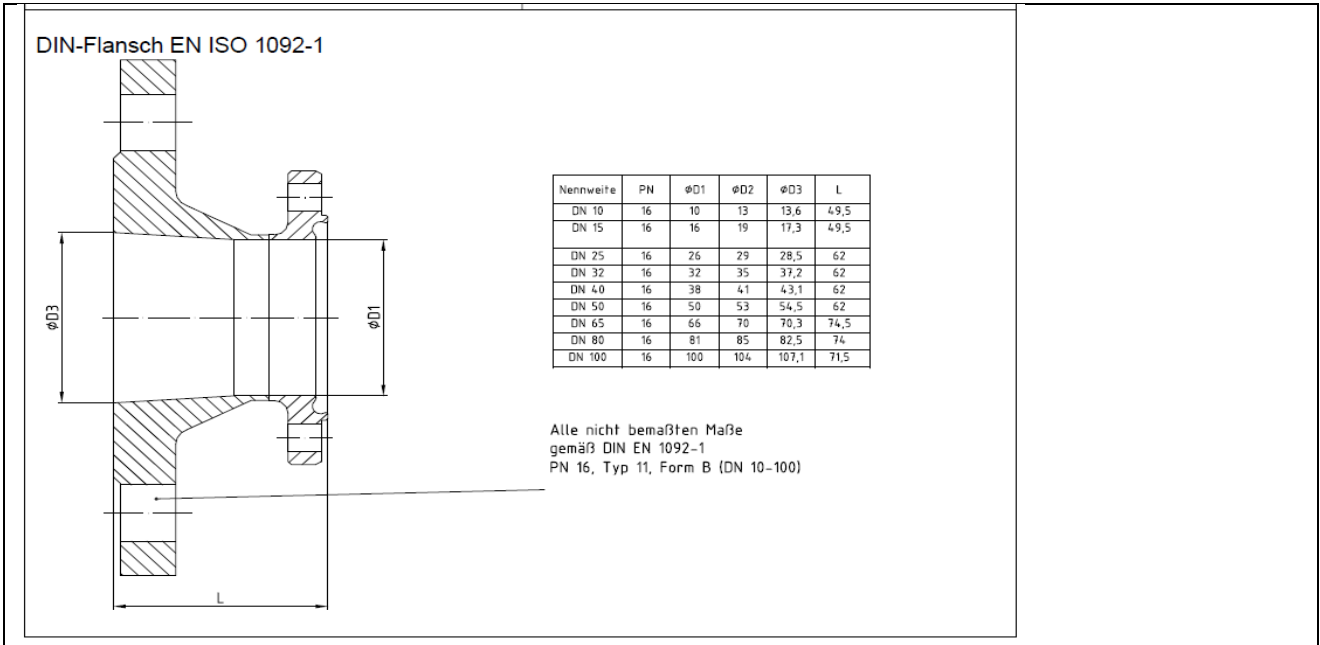 DIN-Flansch EN ISO 1092-1
Nennweite PN øD1 øD2 øD3 L
DN 10 16 10 13 13,6 49,5
DN 15 16 16 19 17,3 49,5
DN 25 16 26 29 28,5 62
DN 32 16 32 35 37,2 62
DN 40 16 38 41 43,1 62
DN 50 16 50 53 54,5 62
DN 65 16 66 70 70,3 74,5
DN 80 16 81 85 82,5 74
DN 100 16 100 104 107,1 71,5
øD3
øD1
Alle nicht bemaßten Maße
gemäß DIN EN 1092-1
PN 16, Typ 11, Form B (DN 10-100)
L